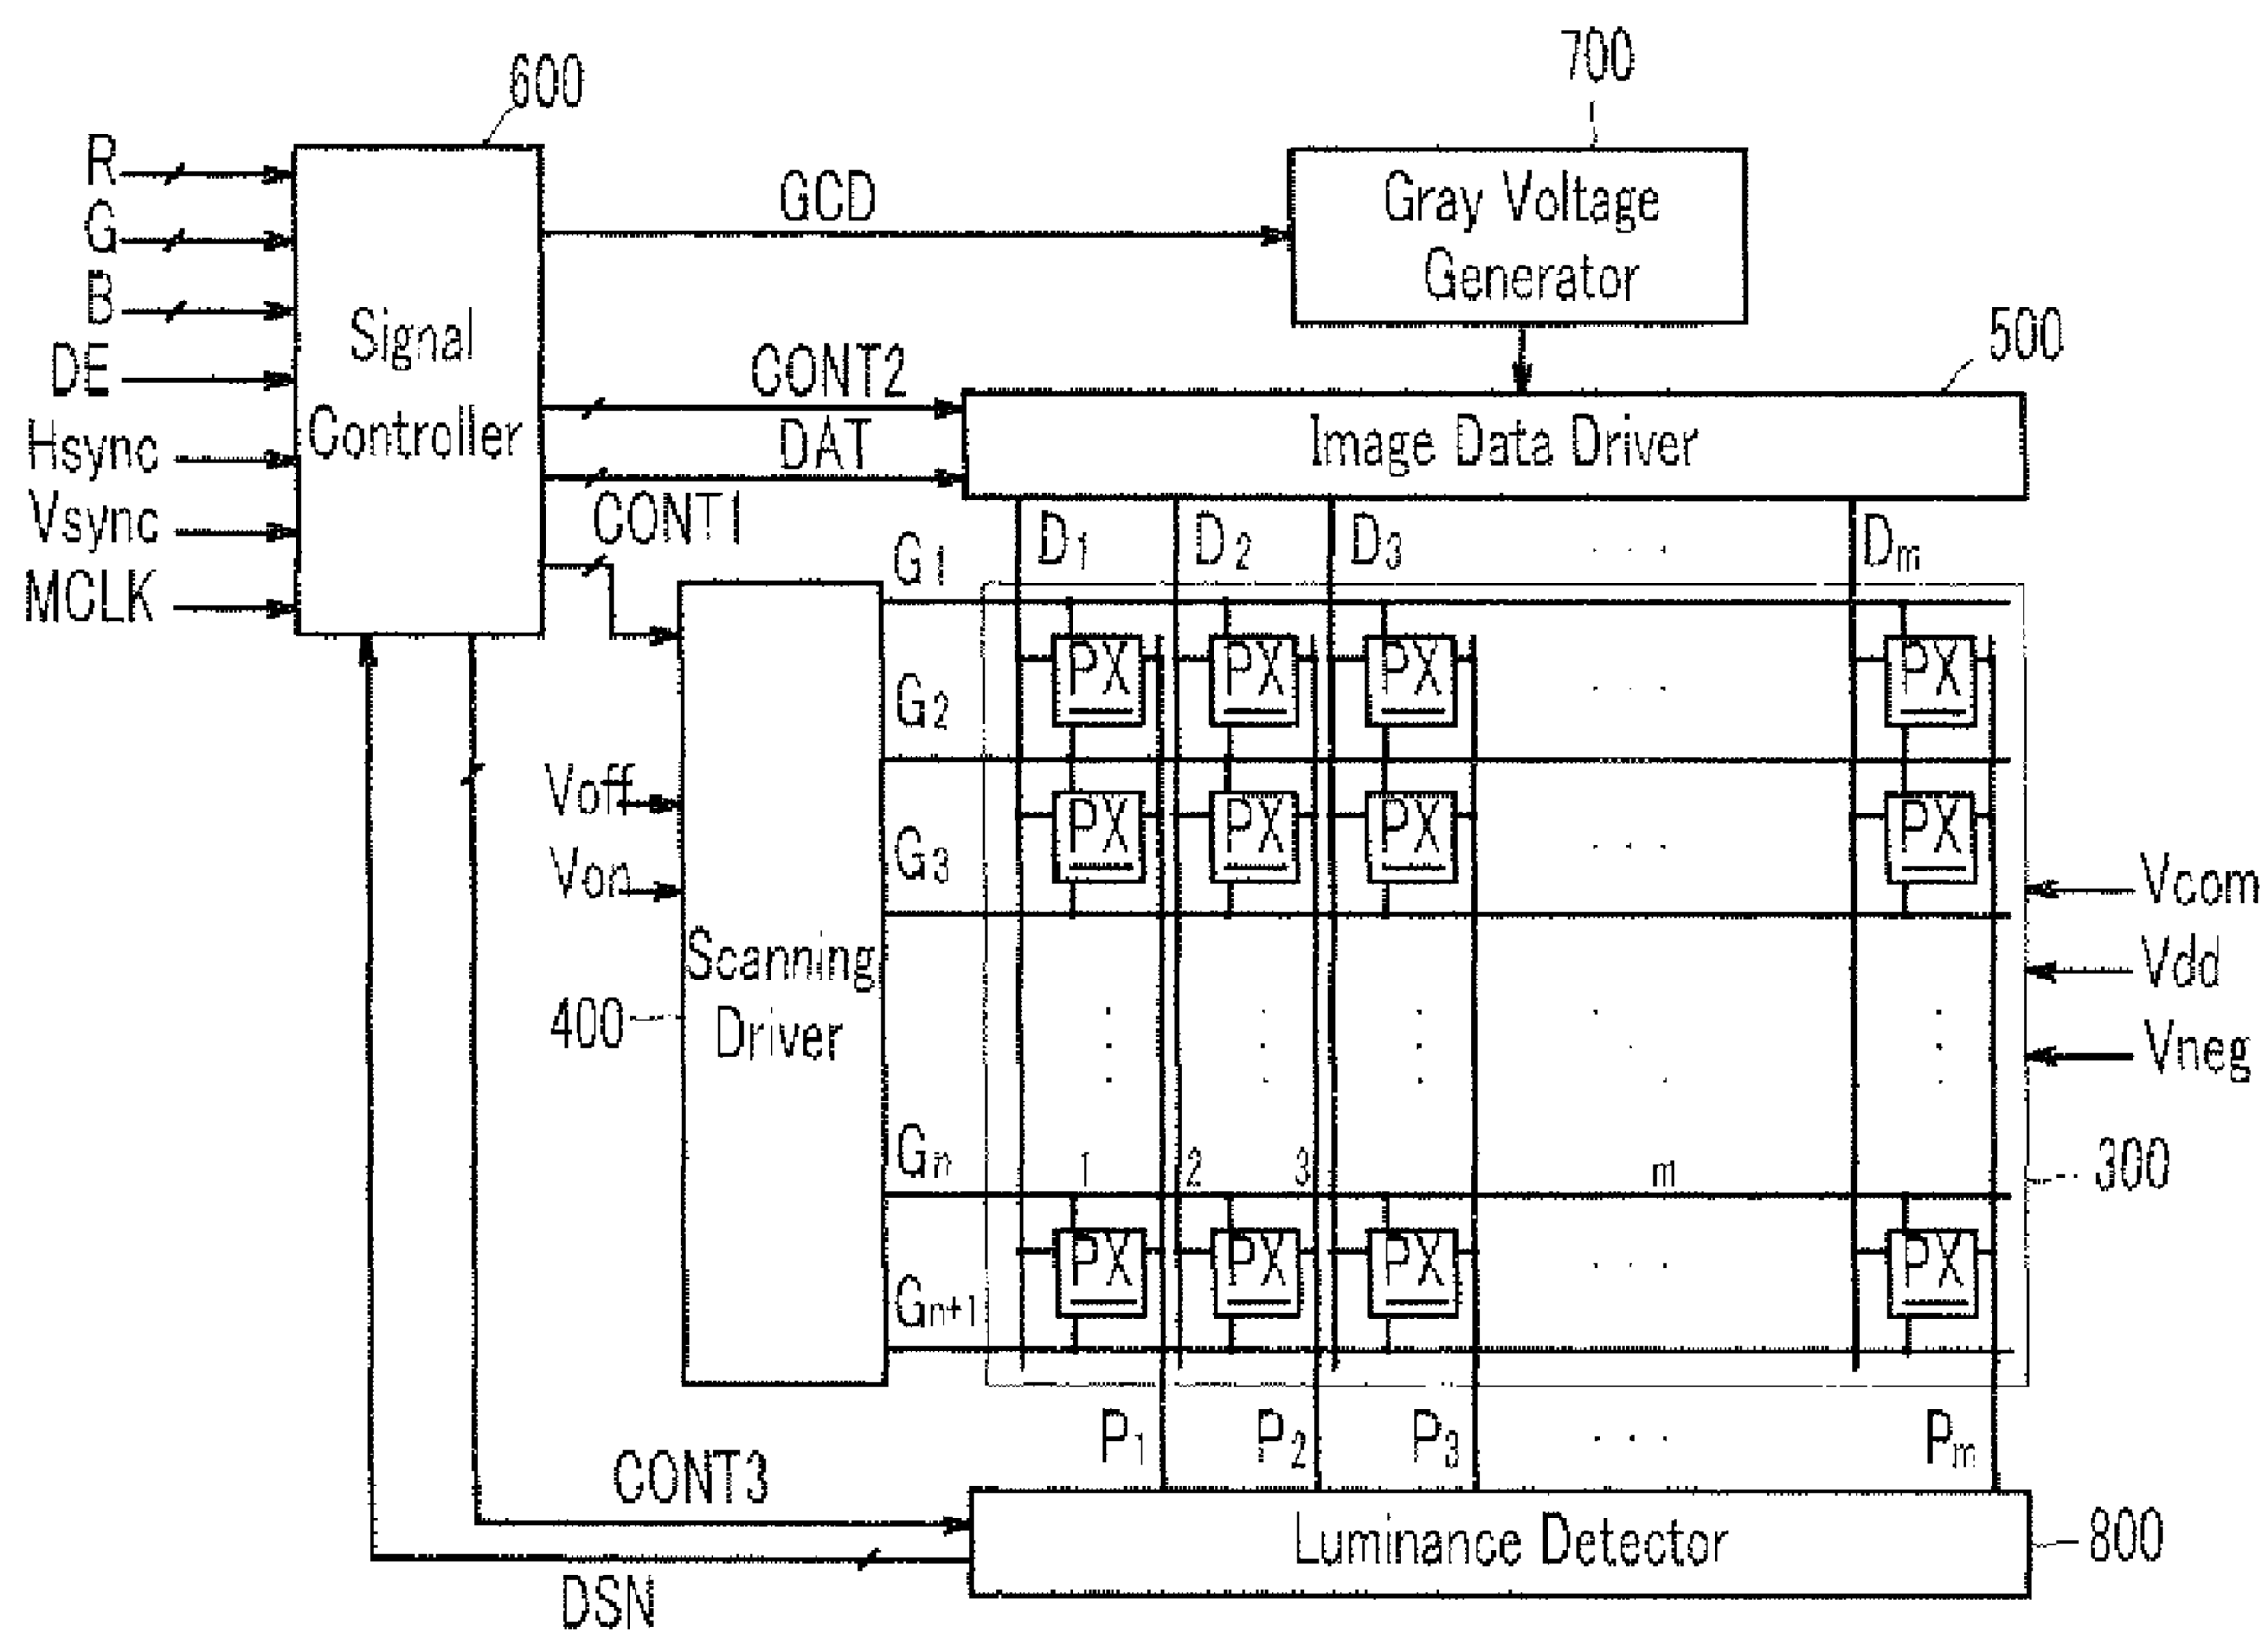 600
700
R
G
B
DE
Hsync
Vsync
MCLK
Signal
Controller
GCD
Gray Voltage
Generator
500
CONT2
DAT
Image Data Driver
CONT1
D1 D2 D3 . . . Dm
G1
PX PX PX . . . PX
G2
Voff
PX PX PX . . . PX
Von
G3
Vcom
Vdd
Vneg
Scanning
Driver
400
Gn 1 2 3 m
300
PX PX PX . . . PX
Gn+1
P1 P2 P3 . . . Pm
CONT3
Luminance Detector
800
DSN